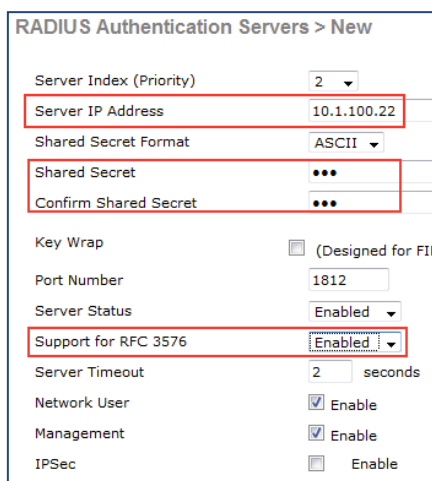 RADIUS Authentication Servers > New
Server Index (Priority) 2
Server IP Address 10.1.100.22
Shared Secret Format ASCII
Shared Secret •••
Confirm Shared Secret •••
Key Wrap (Designed for
Port Number 1812
Server Status Enabled
Support for RFC 3576 Enabled
Server Timeout 2 seconds
Network User Enable
Management Enable
IPSec Enable